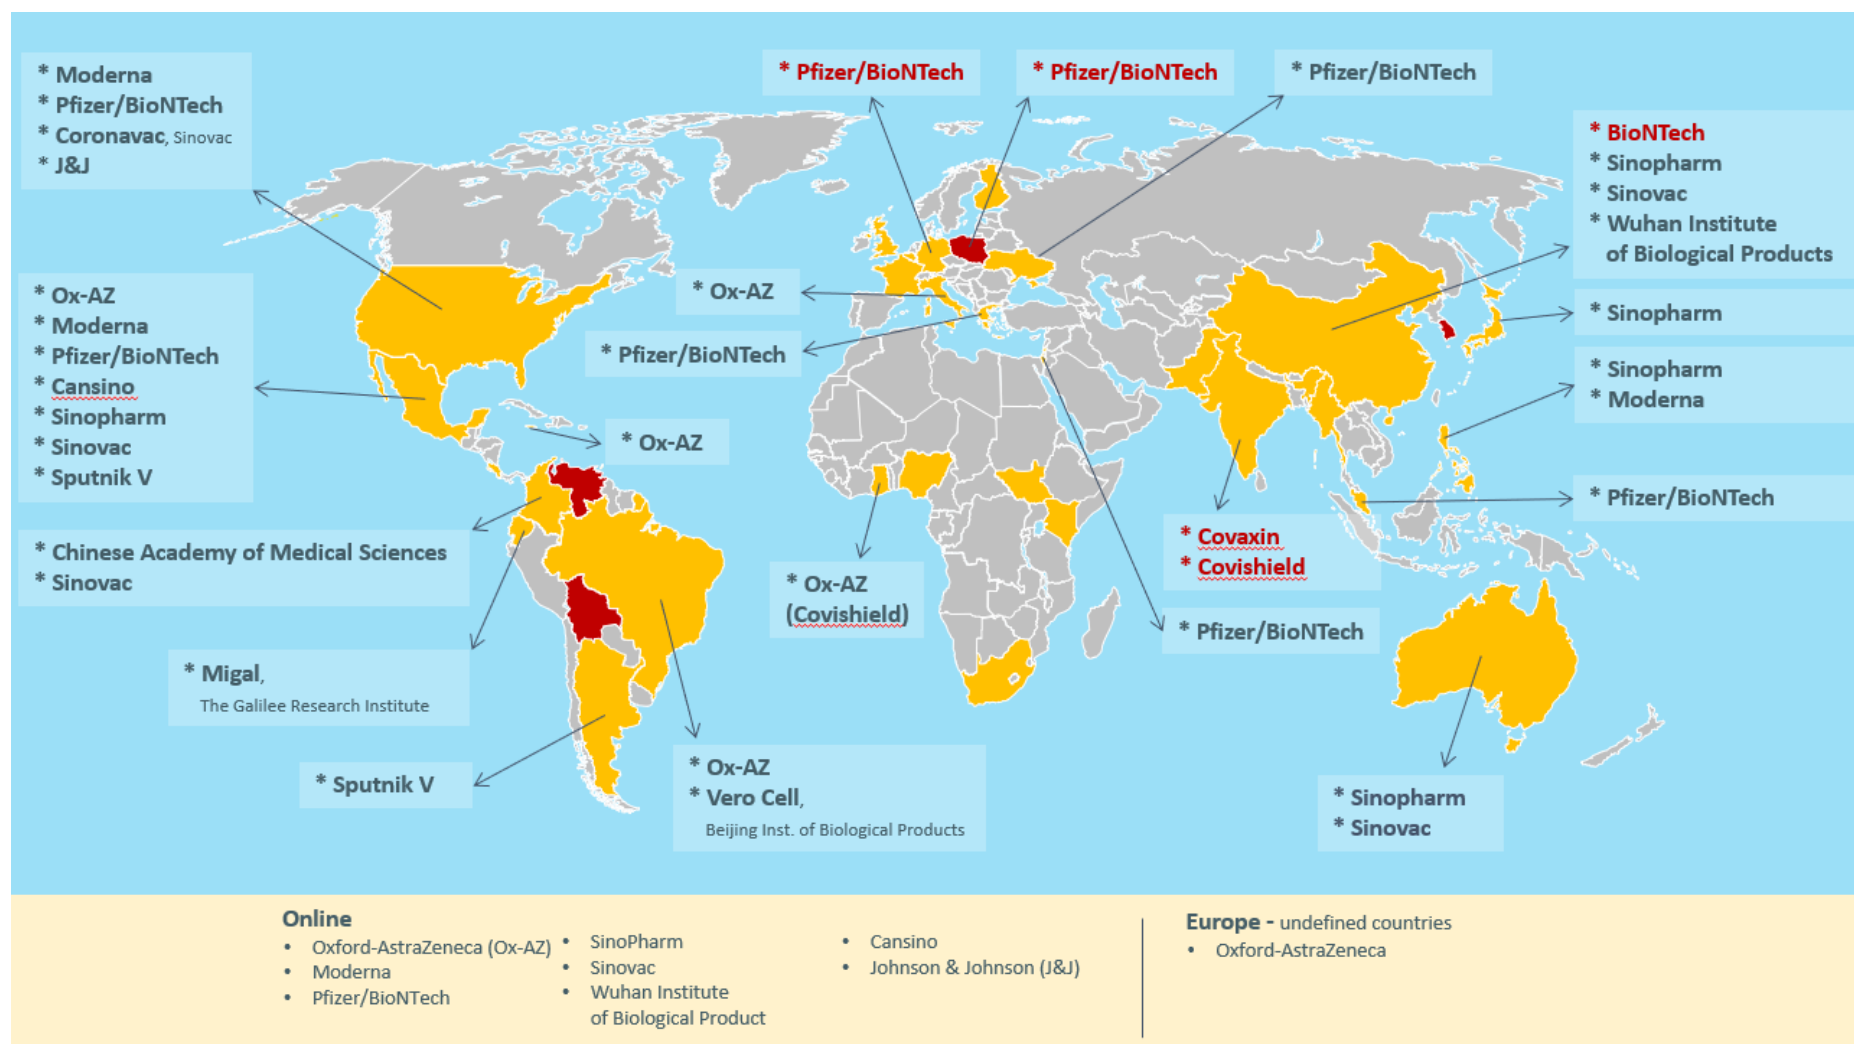 * Moderna
* Pfizer/BioNTech
* Coronavac, Sinovac
* J&J
* Pfizer/BioNTech
* Pfizer/BioNTech
* Pfizer/BioNTech
* BioNTech
* Sinopharm
* Sinovac
* Wuhan Institute
of Biological Products
* Ox-AZ
* Moderna
* Pfizer/BioNTech
* Cansino
* Sinopharm
* Sinovac
* Sputnik V
* Ox-AZ
* Pfizer/BioNTech
* Sinopharm
* Sinopharm
* Moderna
* Ox-AZ
* Pfizer/BioNTech
* Chinese Academy of Medical Sciences
* Sinovac
* Covaxin
* Covishield
* Ox-AZ
(Covishield)
* Pfizer/BioNTech
* Migal,
The Galilee Research Institute
* Sputnik V
* Ox-AZ
* Vero Cell,
Beijing Inst. of Biological Products
* Sinopharm
* Sinovac
Online
• Oxford-AstraZeneca (Ox-AZ)
• Moderna
• Pfizer/BioNTech
• SinoPharm
• Sinovac
• Wuhan Institute
of Biological Product
• Cansino
• Johnson & Johnson (J&J)
Europe - undefined countries
• Oxford-AstraZeneca